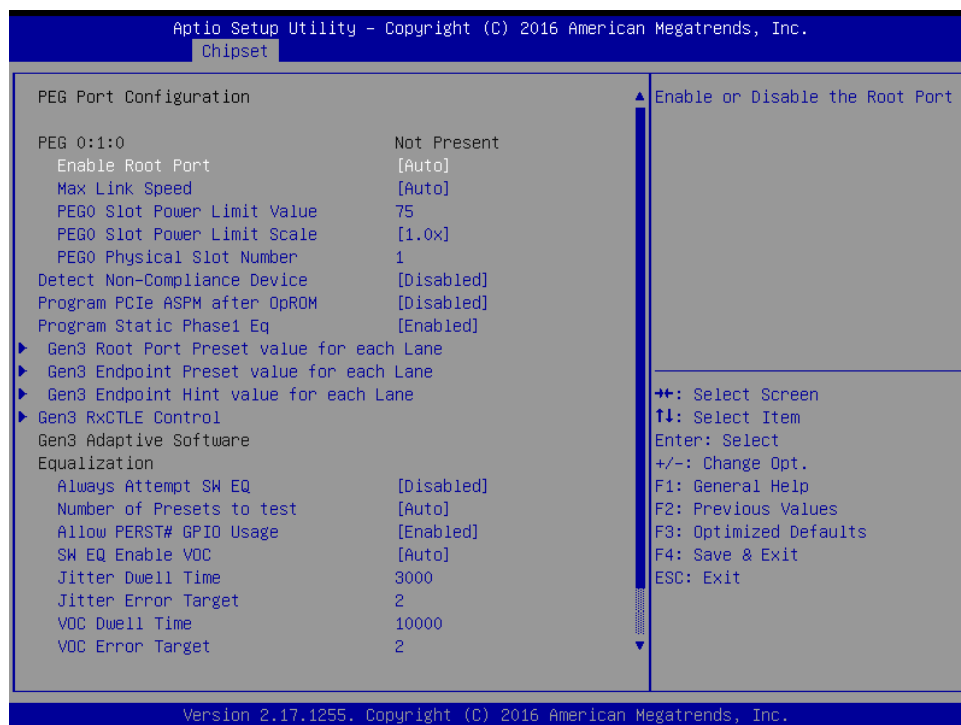 Aptio Setup Utility – Copyright (C) 2016 American Megatrends, Inc.
Chipset
PEG Port Configuration
PEG 0:1:0 Not Present
Enable Root Port [Auto]
Max Link Speed [Auto]
PEG0 Slot Power Limit Value 75
PEG0 Slot Power Limit Scale [1.0x]
PEG0 Physical Slot Number 1
Detect Non-Compliance Device [Disabled]
Program PCIe ASPM after OpROM [Disabled]
Program Static Phase1 Eq [Enabled]
Gen3 Root Port Preset value for each Lane
Gen3 Endpoint Preset value for each Lane
Gen3 Endpoint Hint value for each Lane
Gen3 RxCTLE Control
Gen3 Adaptive Software
Equalization
Always Attempt SW EQ [Disabled]
Number of Presets to test [Auto]
Allow PERST# GPIO Usage [Enabled]
SW EQ Enable VOC [Auto]
Jitter Dwell Time 3000
Jitter Error Target 2
VOC Dwell Time 10000
VOC Error Target 2
Enable or Disable the Root Port
→←: Select Screen
↑↓: Select Item
Enter: Select
+/-: Change Opt.
F1: General Help
F2: Previous Values
F3: Optimized Defaults
F4: Save & Exit
ESC: Exit
Version 2.17.1255. Copyright (C) 2016 American Megatrends, Inc.